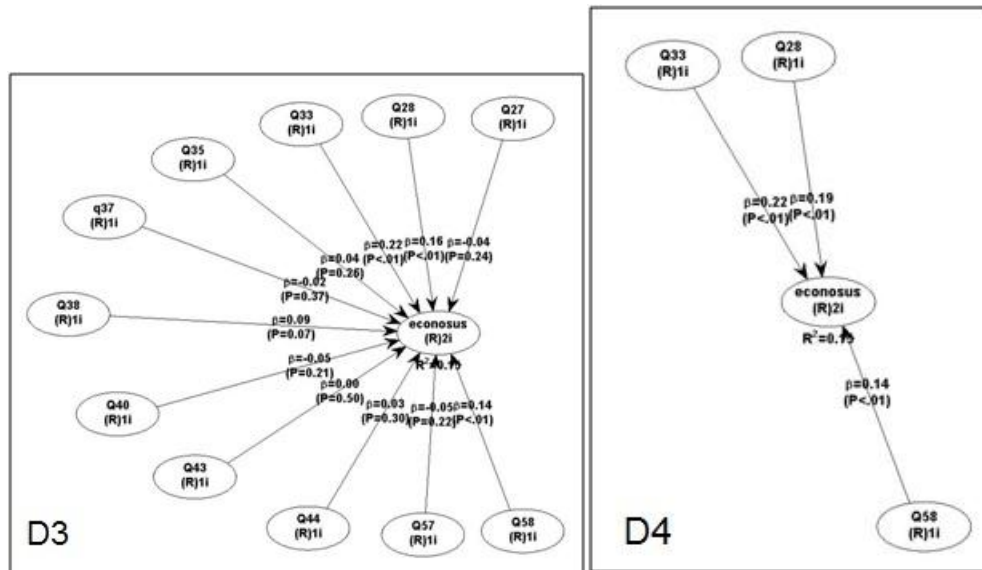 Q33
(R)1i
Q28
(R)1i
Q27
(R)1i
Q35
(R)1i
q37
(R)1i
Q38
(R)1i
Q40
(R)1i
Q43
(R)1i
Q44
(R)1i
Q57
(R)1i
Q58
(R)1i
β=0.22
(P<.01)
β=0.16
(P<.01)
β=-0.04
(P=0.24)
β=0.04
(P=0.26)
β=-0.02
(P=0.37)
β=0.09
(P=0.07)
β=-0.05
(P=0.21)
β=0.00
(P=0.50)
β=0.03
(P=0.30)
β=-0.05
(P=0.22)
β=0.14
(P<.01)
econosus
(R)2i
D3
Q33
(R)1i
Q28
(R)1i
β=0.22
(P<.01)
β=0.19
(P<.01)
econosus
(R)2i
β=0.14
(P<.01)
Q58
(R)1i
D4